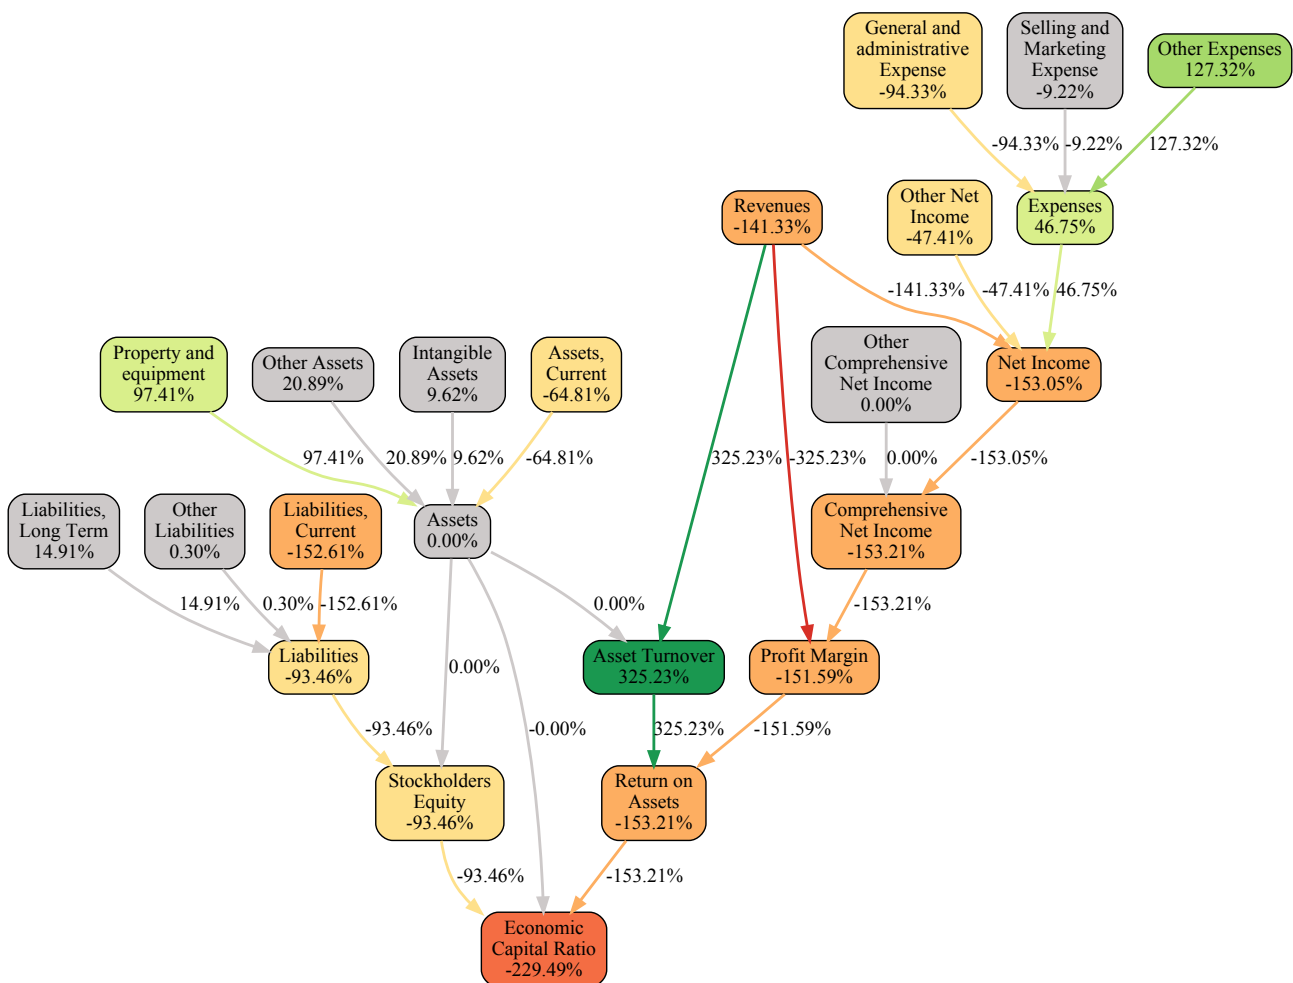 General and
administrative
Expense
-94.33%
Selling and
Marketing
Expense
-9.22%
Other Expenses
127.32%
-94.33%
-9.22%
127.32%
Revenues
-141.33%
Other Net
Income
-47.41%
Expenses
46.75%
-141.33%
-47.41%
46.75%
Property and
equipment
97.41%
Other Assets
20.89%
Intangible
Assets
9.62%
Assets,
Current
-64.81%
Other
Comprehensive
Net Income
0.00%
Net Income
-153.05%
97.41%
20.89%
9.62%
-64.81%
325.23%
-325.23%
0.00%
-153.05%
Liabilities,
Long Term
14.91%
Other
Liabilities
0.30%
Liabilities,
Current
-152.61%
Assets
0.00%
Comprehensive
Net Income
-153.21%
14.91%
0.30%
-152.61%
0.00%
-153.21%
Liabilities
-93.46%
0.00%
Asset Turnover
325.23%
Profit Margin
-151.59%
-93.46%
-0.00%
325.23%
-151.59%
Stockholders
Equity
-93.46%
Return on
Assets
-153.21%
-93.46%
-153.21%
Economic
Capital Ratio
-229.49%